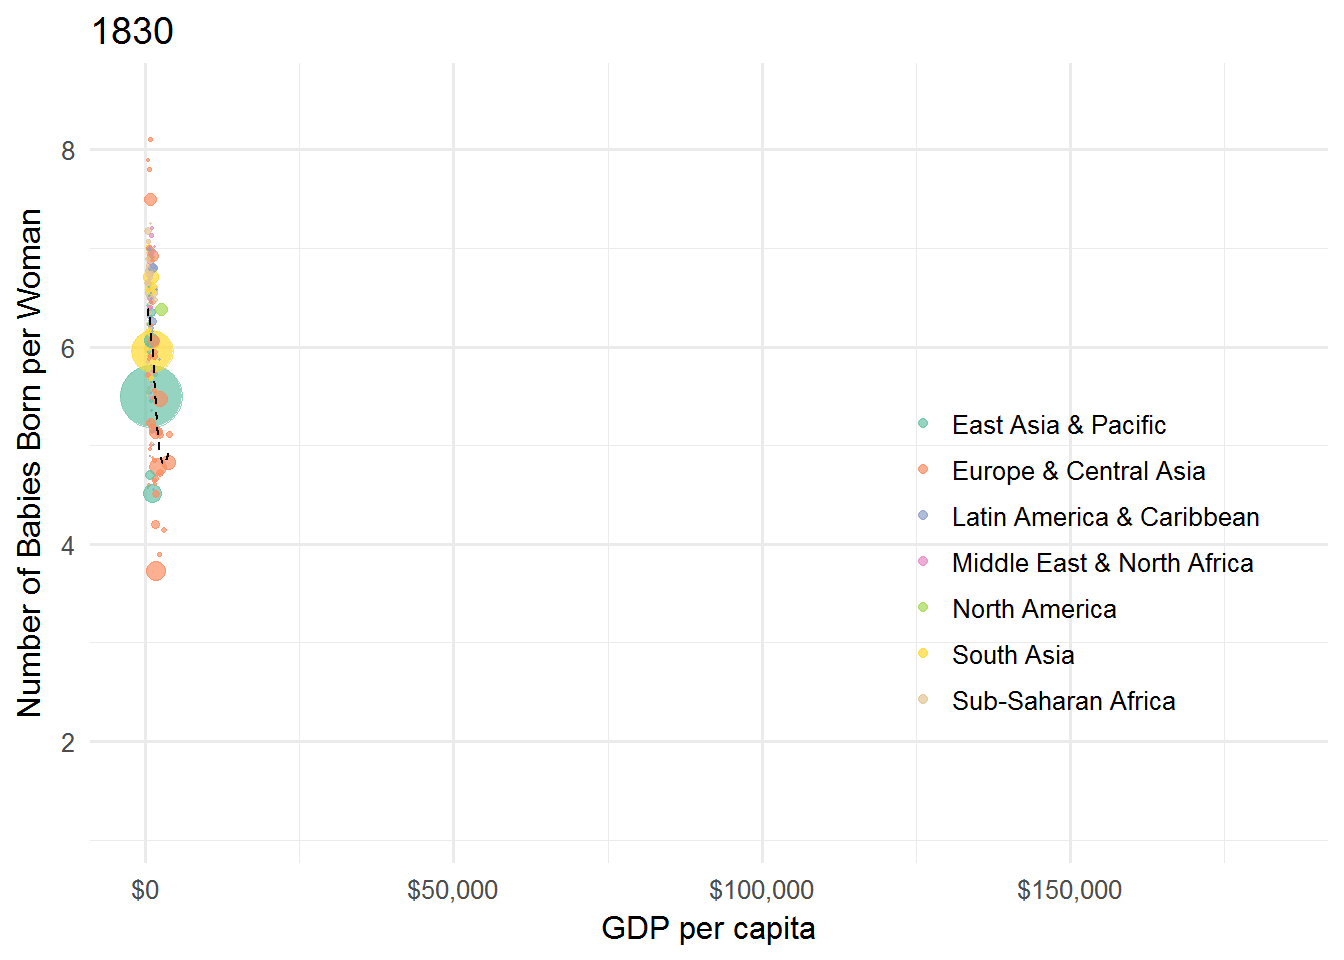 1830
Number of Babies Born per Woman
8
6
4
2
$0
$50,000
$100,000
$150,000
GDP per capita
East Asia & Pacific
Europe & Central Asia
Latin America & Caribbean
Middle East & North Africa
North America
South Asia
Sub-Saharan Africa